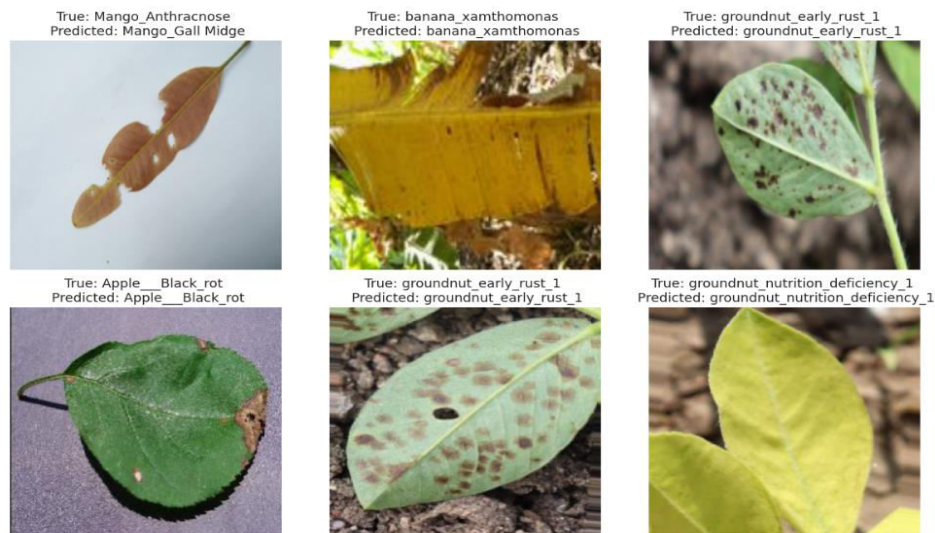 True: Mango_Anthracnose
Predicted: Mango_Gall Midge
True: banana_xamthomonas
Predicted: banana_xamthomonas
True: groundnut_early_rust_1
Predicted: groundnut_early_rust_1
True: Apple___Black_rot
Predicted: Apple___Black_rot
True: groundnut_early_rust_1
Predicted: groundnut_early_rust_1
True: groundnut_nutrition_deficiency_1
Predicted: groundnut_nutrition_deficiency_1